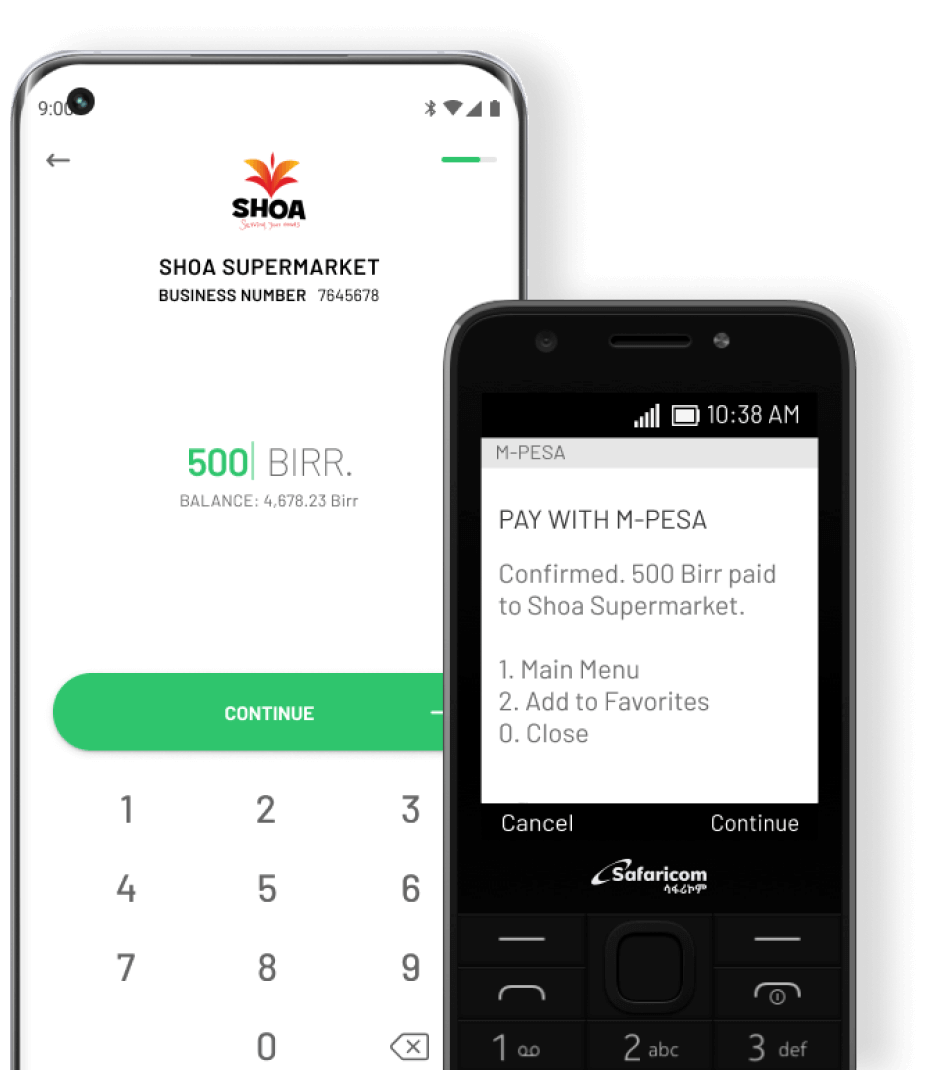 9:00
SHOA
Serving your needs
SHOA SUPERMARKET
BUSINESS NUMBER 7645678
500 BIRR.
BALANCE: 4,678.23 Birr
CONTINUE
1 2 3
4 5 6
7 8 9
0
10:38 AM
M-PESA
PAY WITH M-PESA
Confirmed. 500 Birr paid
to Shoa Supermarket.
1. Main Menu
2. Add to Favorites
0. Close
Cancel Continue
Safaricom
ሳፋሪኮም
1 2 abc 3 def